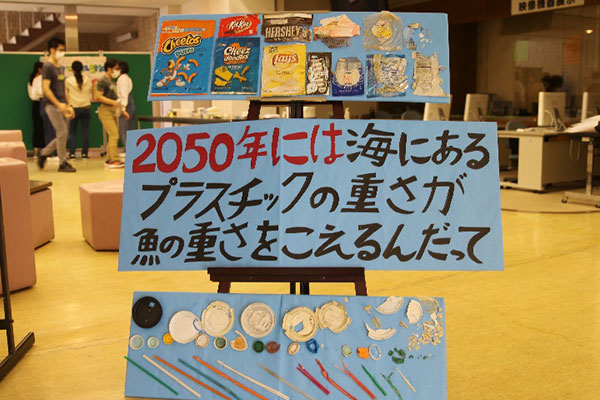 Cheetos
Cheez
KitKat
HERSHEY'S
Lay's
2050年には海にある
プラスチックの重さが
魚の重さをこえるんだって